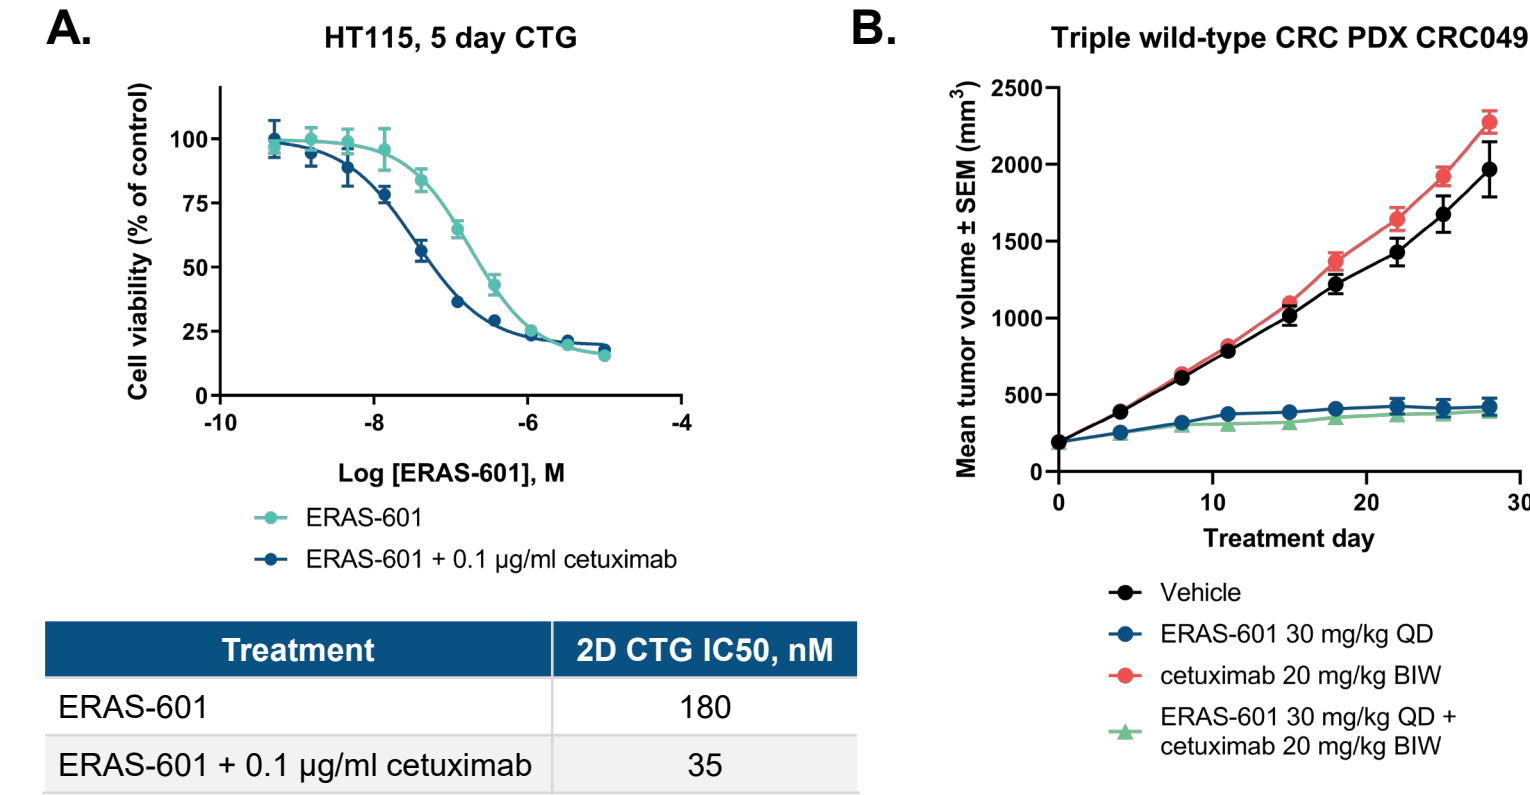 A.
HT115, 5 day CTG
Cell viability (% of control)
100
75
50
25
0
-10
-8
-6
-4
Log [ERAS-601], M
ERAS-601
ERAS-601 + 0.1 µg/ml cetuximab
Treatment
2D CTG IC50, nM
ERAS-601
180
ERAS-601 + 0.1 µg/ml cetuximab
35
B.
Triple wild-type CRC PDX CRC049
Mean tumor volume ± SEM (mm³)
2500
2000
1500
1000
500
0
0
10
20
30
Treatment day
Vehicle
ERAS-601 30 mg/kg QD
cetuximab 20 mg/kg BIW
ERAS-601 30 mg/kg QD +
cetuximab 20 mg/kg BIW